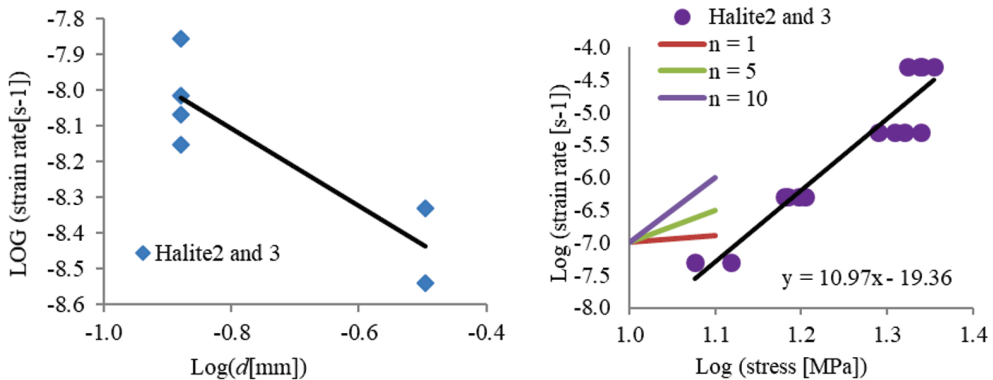 -7.8
-7.9
-8.0
-8.1
-8.2
-8.3
-8.4
-8.5
-8.6
LOG (strain rate[s-1])
Halite2 and 3
-1.0 -0.8 -0.6 -0.4
Log(d[mm])
Halite2 and 3
n = 1
n = 5
n = 10
-4.0
-4.5
-5.0
-5.5
-6.0
-6.5
-7.0
-7.5
-8.0
Log (strain rate [s-1])
y = 10.97x - 19.36
1.0 1.1 1.2 1.3 1.4
Log (stress [MPa])